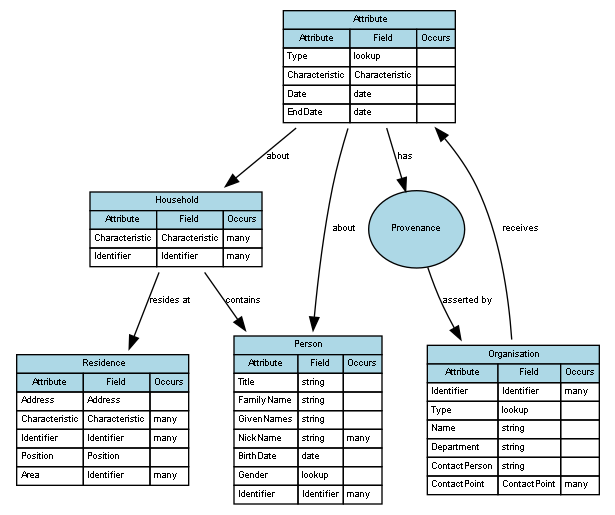 Attribute
Attribute Field Occurs
Type lookup
Characteristic Characteristic
Date date
EndDate date
about
has
Household
Attribute Field Occurs
Characteristic Characteristic many
Identifier Identifier many
about
Provenance
receives
resides at
contains
asserted by
Residence
Attribute Field Occurs
Address Address
Characteristic Characteristic many
Identifier Identifier many
Position Position
Area Identifier many
Person
Attribute Field Occurs
Title string
FamilyName string
GivenNames string
NickName string many
BirthDate date
Gender lookup
Identifier Identifier many
Organisation
Attribute Field Occurs
Identifier Identifier many
Type lookup
Name string
Department string
ContactPerson string
ContactPoint ContactPoint many